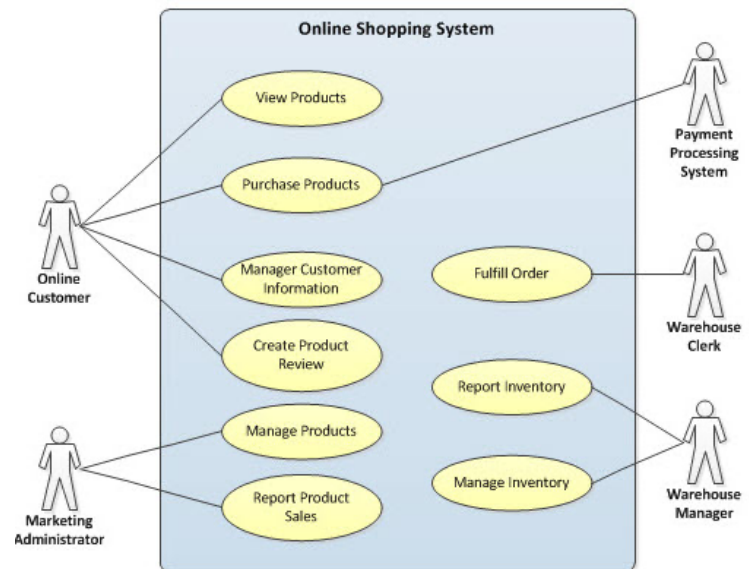 Online Shopping System
View Products
Purchase Products
Payment
Processing
System
Online
Customer
Manager Customer
Information
Fulfill Order
Warehouse
Clerk
Create Product
Review
Report Inventory
Manage Products
Manage Inventory
Report Product
Sales
Marketing
Administrator
Warehouse
Manager